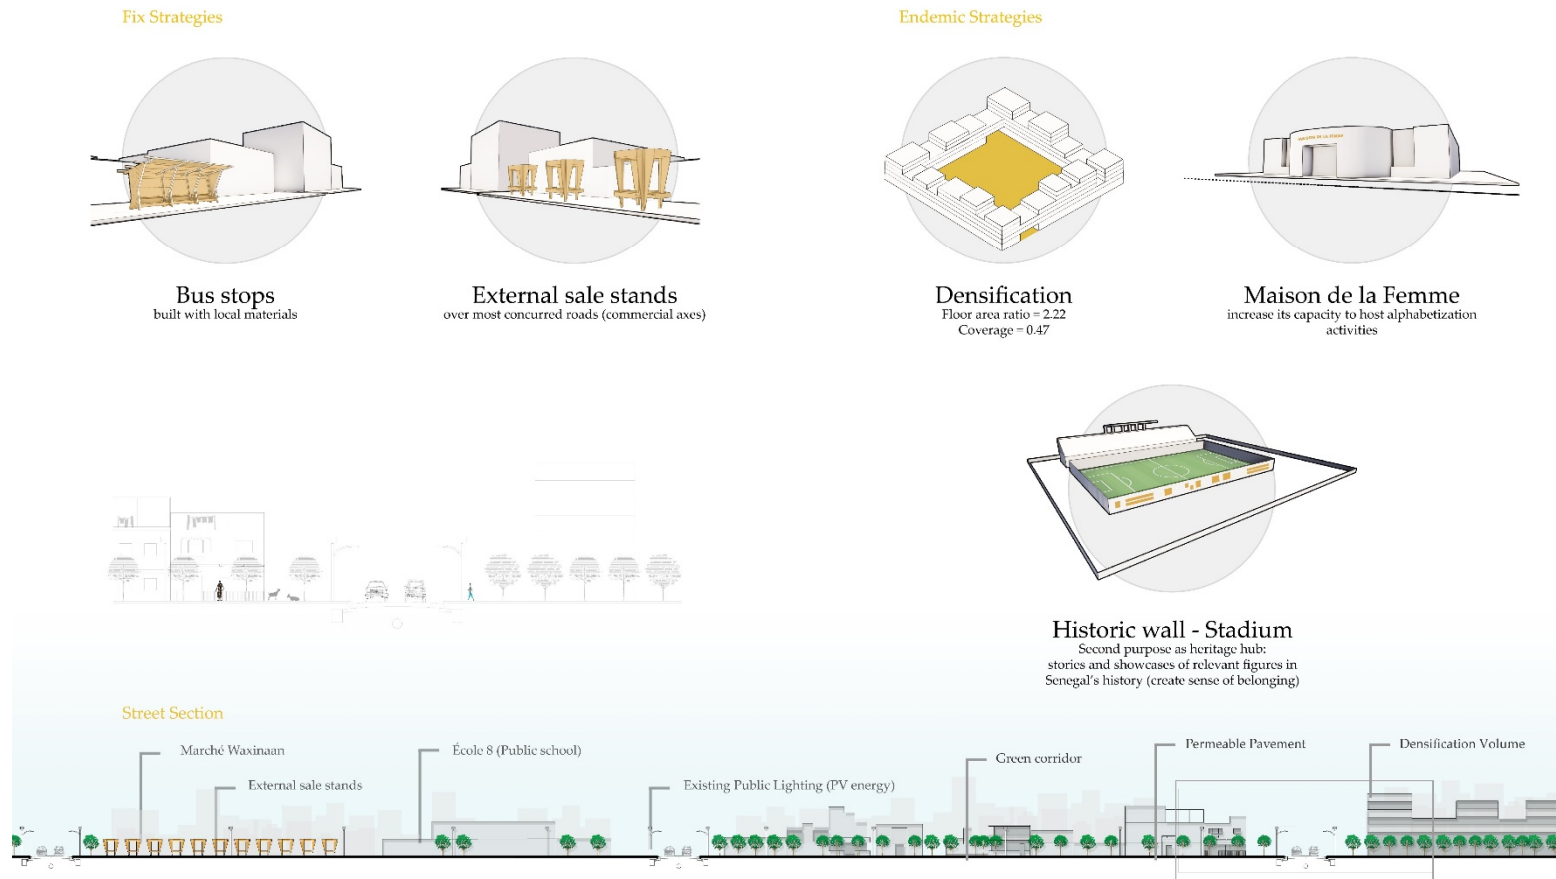 Fix Strategies
Endemic Strategies
Bus stops
built with local materials
External sale stands
over most concurred roads (commercial axes)
Densification
Floor area ratio = 2.22
Coverage = 0.47
MAISON DE LA FEMME
Maison de la Femme
increase its capacity to host alphabetization
activities
Historic wall - Stadium
Second purpose as heritage hub:
stories and showcases of relevant figures in
Senegal's history (create sense of belonging)
Street Section
Marché Waxinaan
External sale stands
École 8 (Public school)
Existing Public Lighting (PV energy)
Green corridor
Permeable Pavement
Densification Volume